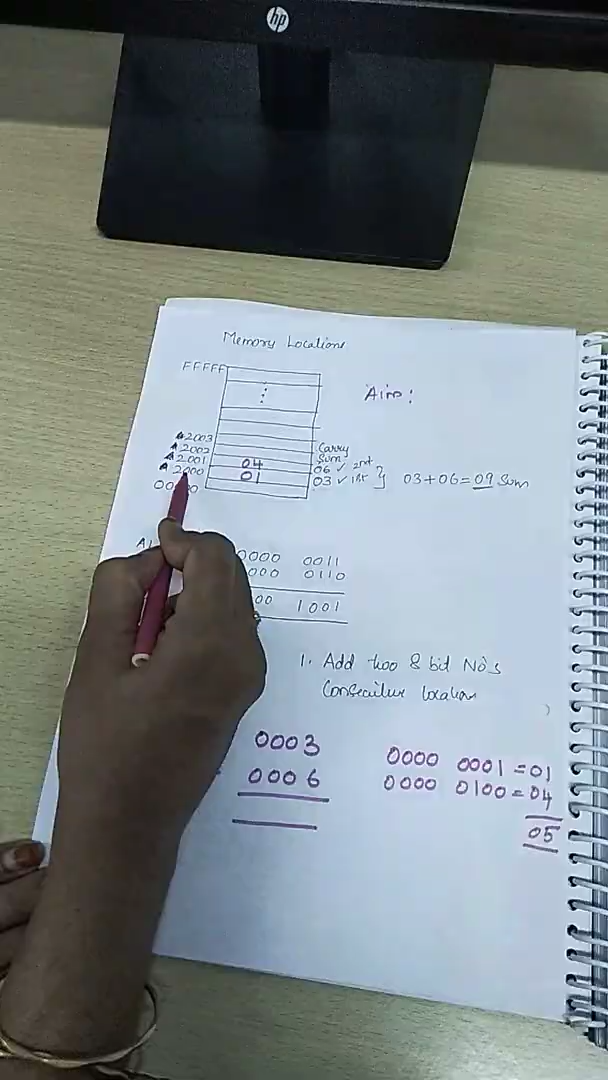 hp
Memory Location
FFFFF
Aim:
2003
2002 Carry
2001 04 Sum
2000 01 06 ✓ 2nd
03 ✓ 1st } 03+06=09 Sum
0000 0011
000 0110
00 1001
1. Add two 8 bit No's
Consecutive location
0003
0006
0000 0001 = 01
0000 0100 = 04
05